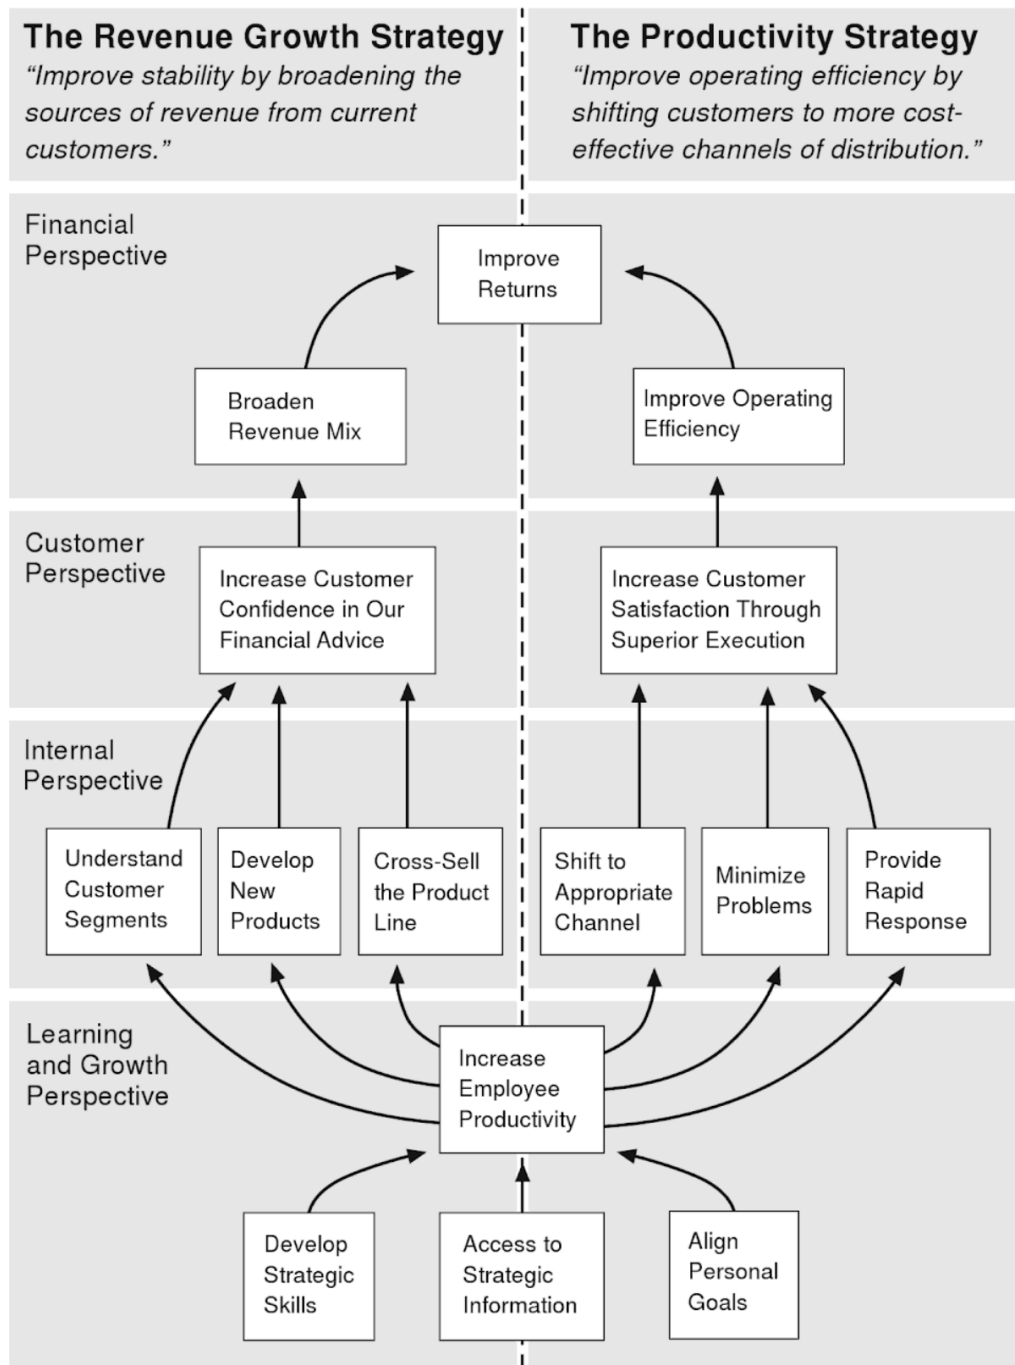 The Revenue Growth Strategy
“Improve stability by broadening the
sources of revenue from current
customers.”
The Productivity Strategy
“Improve operating efficiency by
shifting customers to more cost-
effective channels of distribution.”
Financial
Perspective
Improve
Returns
Broaden
Revenue Mix
Improve Operating
Efficiency
Customer
Perspective
Increase Customer
Confidence in Our
Financial Advice
Increase Customer
Satisfaction Through
Superior Execution
Internal
Perspective
Understand
Customer
Segments
Develop
New
Products
Cross-Sell
the Product
Line
Shift to
Appropriate
Channel
Minimize
Problems
Provide
Rapid
Response
Learning
and Growth
Perspective
Increase
Employee
Productivity
Develop
Strategic
Skills
Access to
Strategic
Information
Align
Personal
Goals